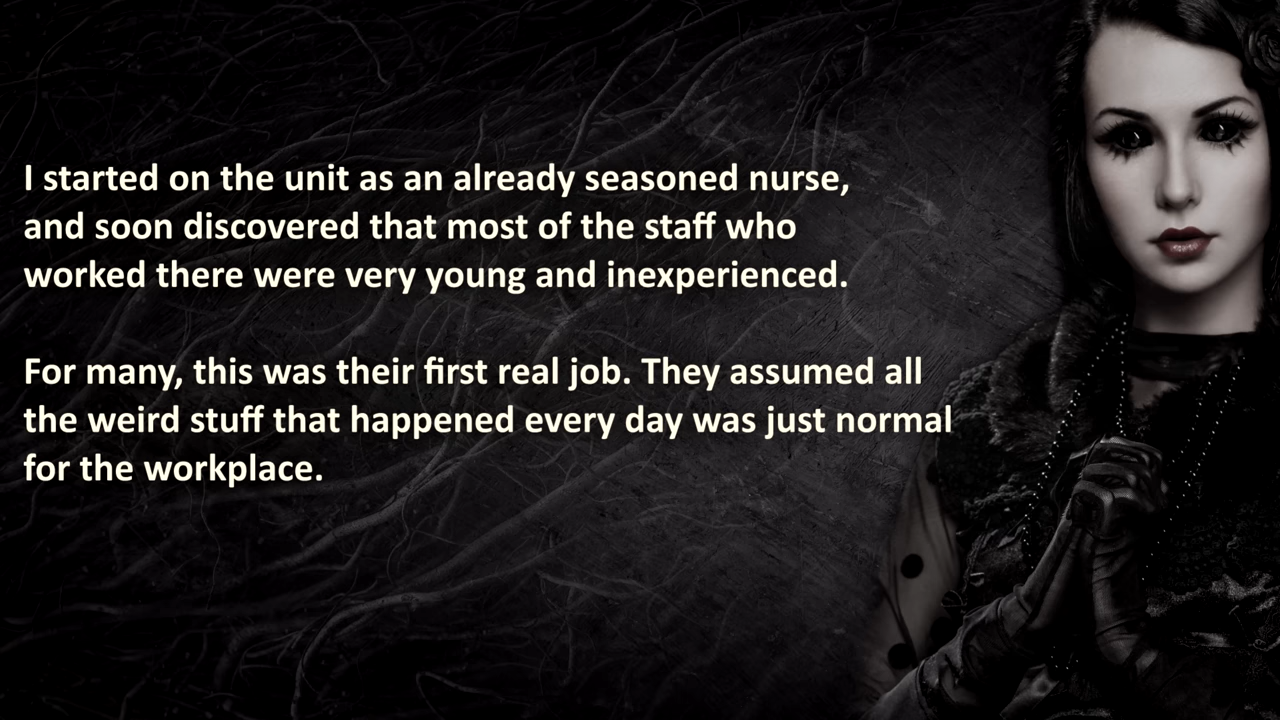 I started on the unit as an already seasoned nurse,
and soon discovered that most of the staff who
worked there were very young and inexperienced.
For many, this was their first real job. They assumed all
the weird stuff that happened every day was just normal
for the workplace.